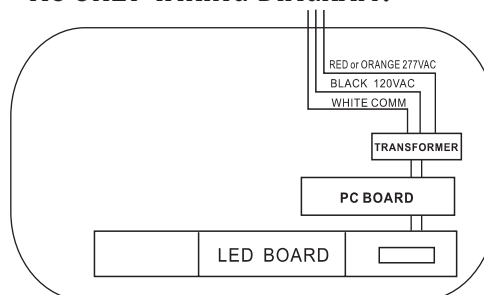 RED or ORANGE 277VAC
BLACK 120VAC
WHITE COMM
TRANSFORMER
PC BOARD
LED BOARD